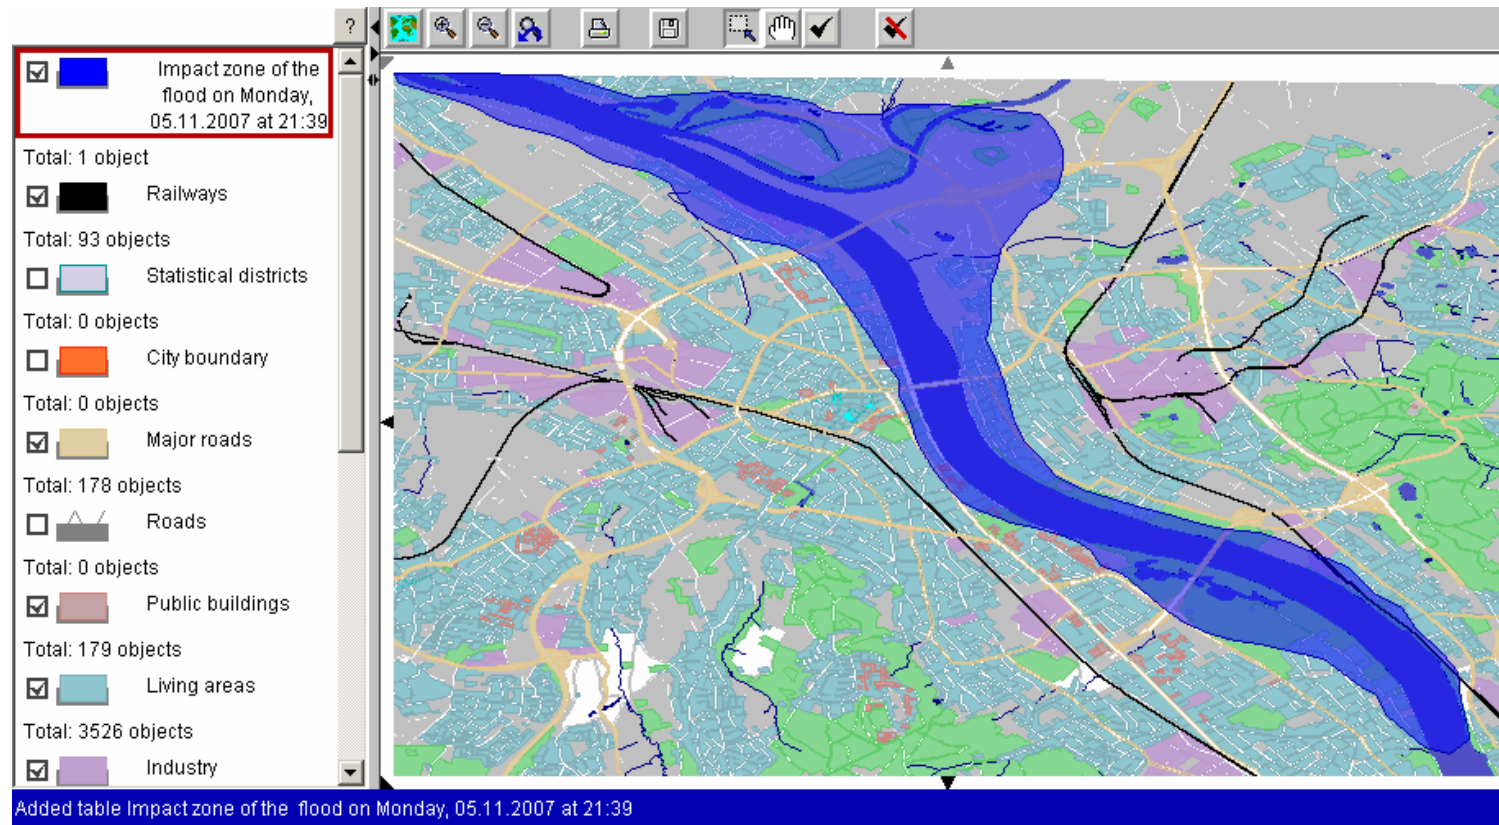 ?
Impact zone of the
flood on Monday,
05.11.2007 at 21:39
Total: 1 object
Railways
Total: 93 objects
Statistical districts
Total: 0 objects
City boundary
Total: 0 objects
Major roads
Total: 178 objects
Roads
Total: 0 objects
Public buildings
Total: 179 objects
Living areas
Total: 3526 objects
Industry
Added table Impact zone of the flood on Monday, 05.11.2007 at 21:39